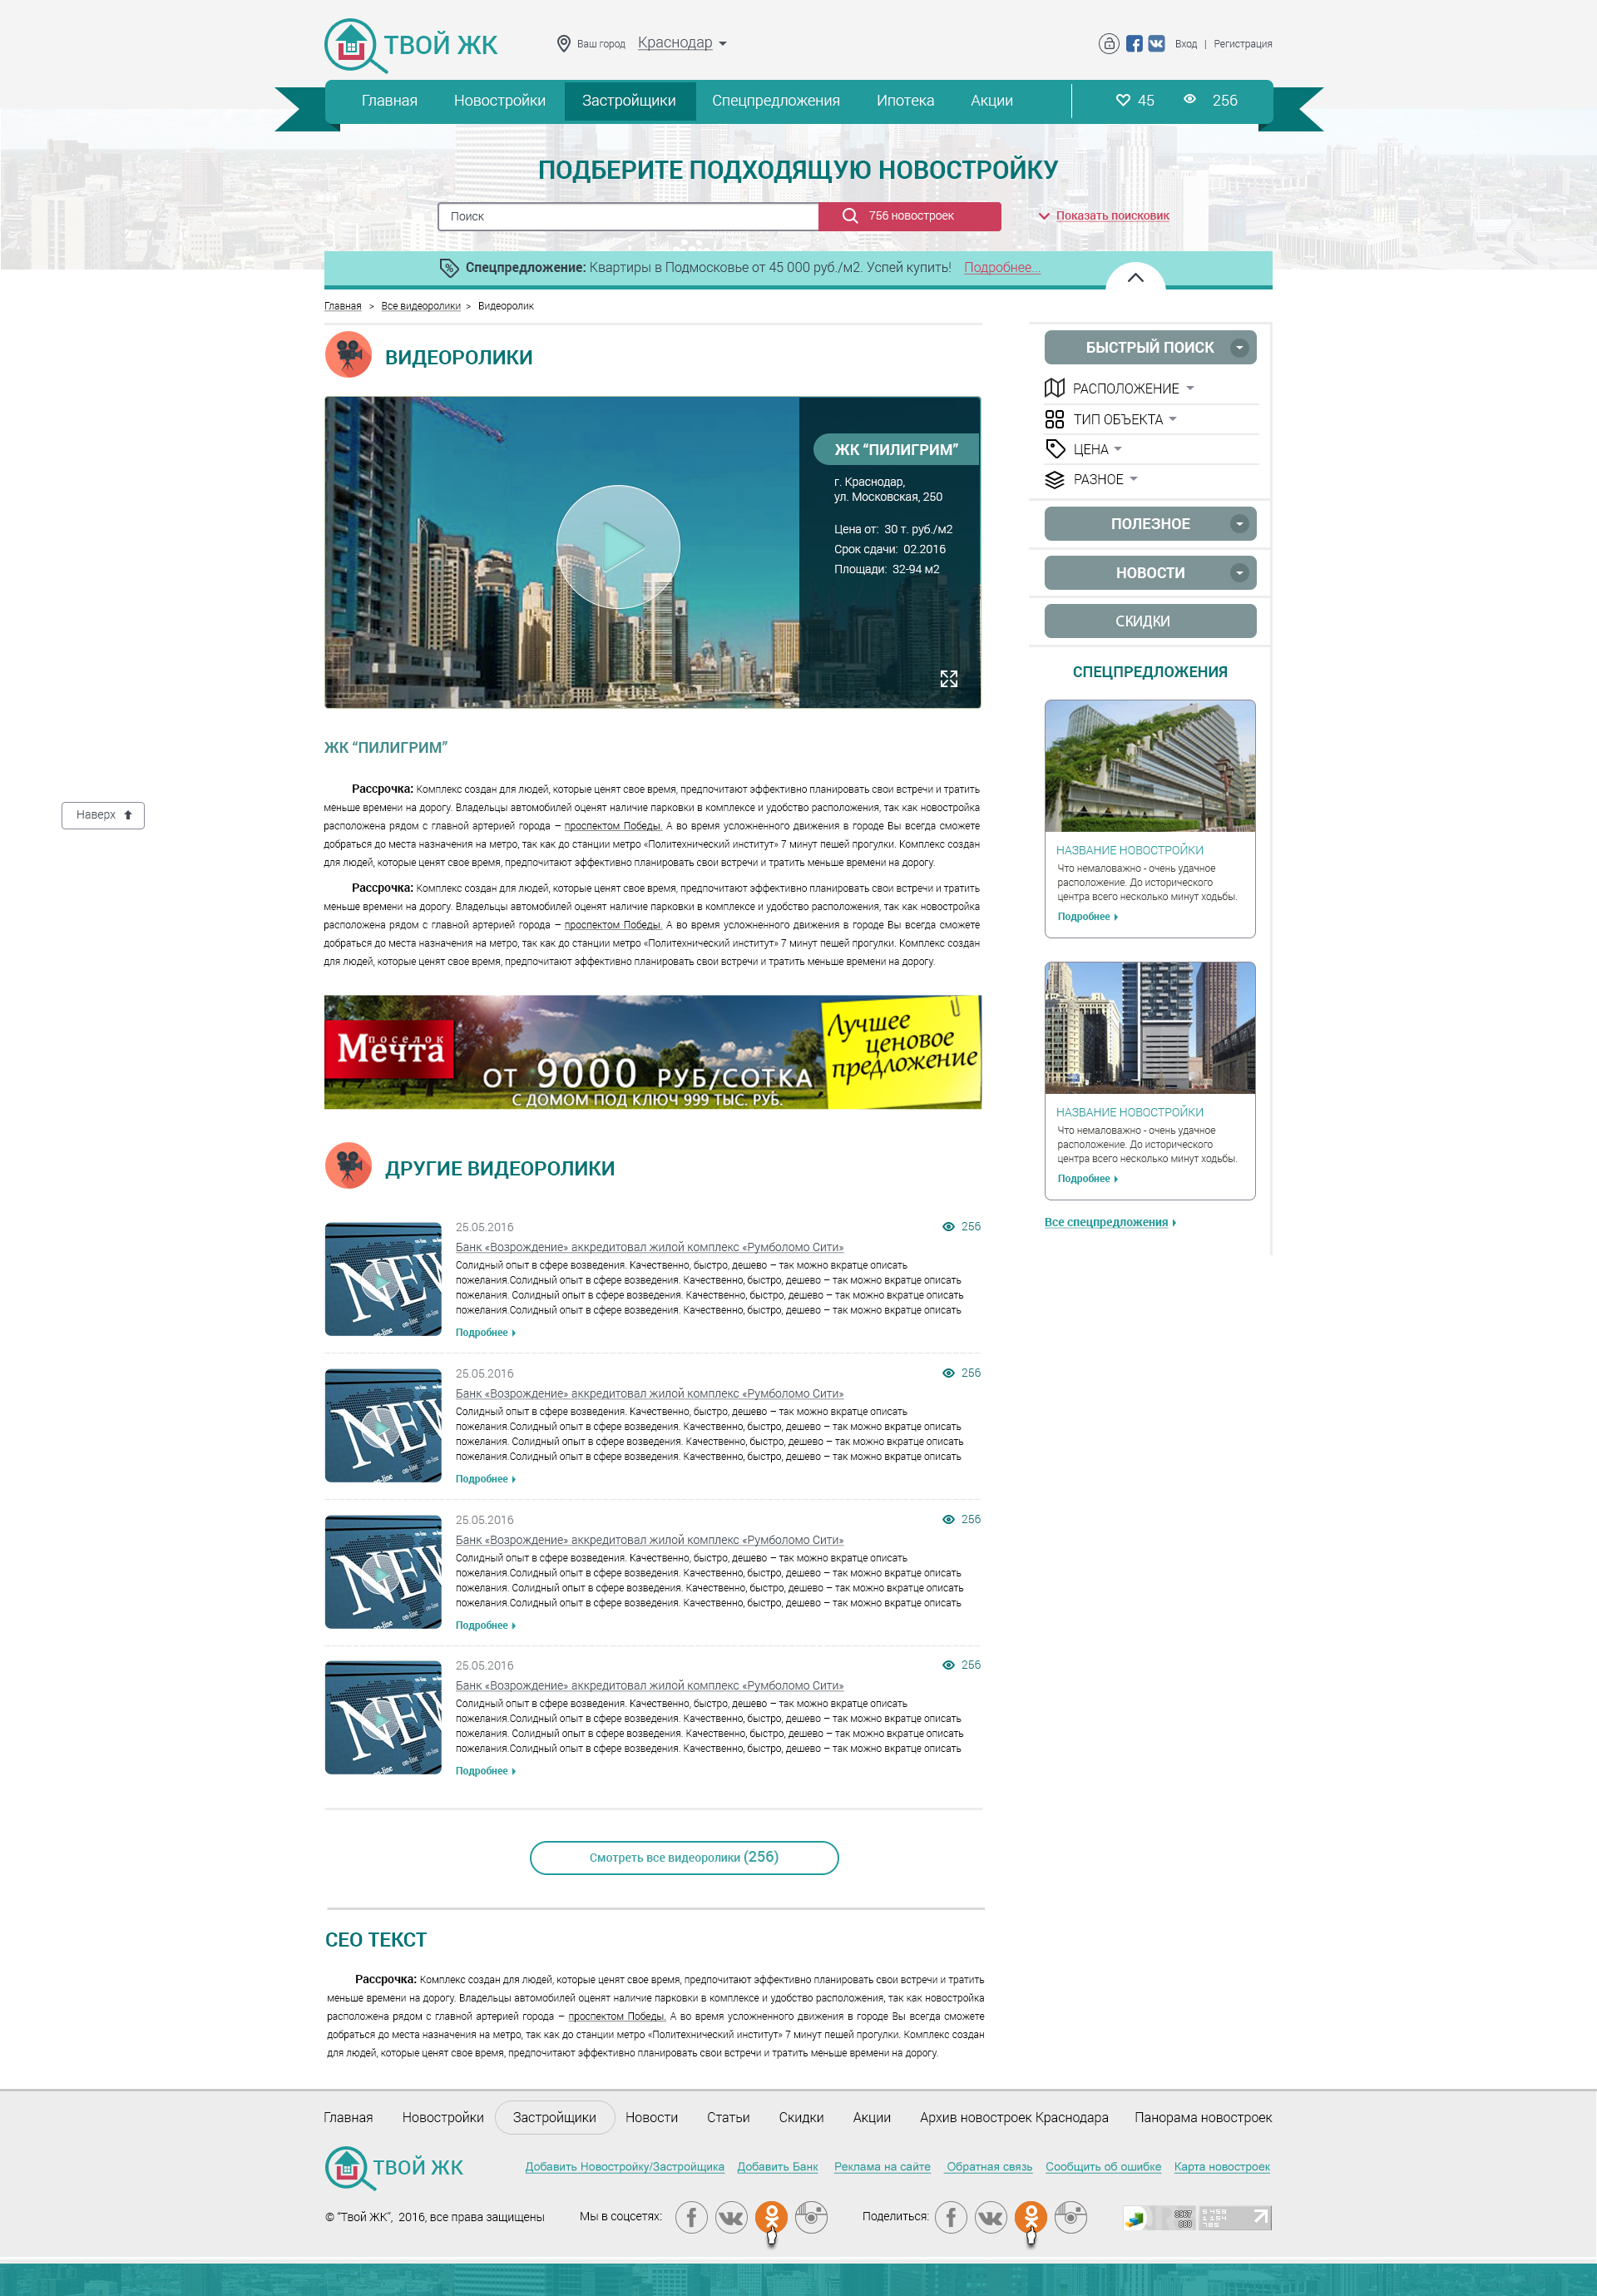 ТВОЙ ЖК
Ваш город Краснодар
Вход | Регистрация
Главная Новостройки Застройщики Спецпредложения Ипотека Акции 45 256
ПОДБЕРИТЕ ПОДХОДЯЩУЮ НОВОСТРОЙКУ
Поиск 756 новостроек Показать поисковик
Спецпредложение: Квартиры в Подмосковье от 45 000 руб./м2. Успей купить! Подробнее...
Главная > Все видеоролики > Видеоролик
ВИДЕОРОЛИКИ
ЖК “ПИЛИГРИМ”
г. Краснодар,
ул. Московская, 250
Цена от: 30 т. руб./м2
Срок сдачи: 02.2016
Площади: 32-94 м2
ЖК “ПИЛИГРИМ”
Рассрочка: Комплекс создан для людей, которые ценят свое время, предпочитают эффективно планировать свои встречи и тратить
меньше времени на дорогу. Владельцы автомобилей оценят наличие парковки в комплексе и удобство расположения, так как новостройка
расположена рядом с главной артерией города – проспектом Победы. А во время усложненного движения в городе Вы всегда сможете
добраться до места назначения на метро, так как до станции метро «Политехнический институт» 7 минут пешей прогулки. Комплекс создан
для людей, которые ценят свое время, предпочитают эффективно планировать свои встречи и тратить меньше времени на дорогу.
Рассрочка: Комплекс создан для людей, которые ценят свое время, предпочитают эффективно планировать свои встречи и тратить
меньше времени на дорогу. Владельцы автомобилей оценят наличие парковки в комплексе и удобство расположения, так как новостройка
расположена рядом с главной артерией города – проспектом Победы. А во время усложненного движения в городе Вы всегда сможете
добраться до места назначения на метро, так как до станции метро «Политехнический институт» 7 минут пешей прогулки. Комплекс создан
для людей, которые ценят свое время, предпочитают эффективно планировать свои встречи и тратить меньше времени на дорогу.
Наверх
поселок
Мечта
ОТ 9000 РУБ/СОТКА
С ДОМОМ ПОД КЛЮЧ 999 ТЫС. РУБ.
Лучшее
ценовое
предложение
ДРУГИЕ ВИДЕОРОЛИКИ
NEW
on-line
25.05.2016 256
Банк «Возрождение» аккредитовал жилой комплекс «Румболомо Сити»
Солидный опыт в сфере возведения. Качественно, быстро, дешево – так можно вкратце описать
пожелания.Солидный опыт в сфере возведения. Качественно, быстро, дешево – так можно вкратце описать
пожелания. Солидный опыт в сфере возведения. Качественно, быстро, дешево – так можно вкратце описать
пожелания.Солидный опыт в сфере возведения. Качественно, быстро, дешево – так можно вкратце описать
Подробнее
NEW
on-line
25.05.2016 256
Банк «Возрождение» аккредитовал жилой комплекс «Румболомо Сити»
Солидный опыт в сфере возведения. Качественно, быстро, дешево – так можно вкратце описать
пожелания.Солидный опыт в сфере возведения. Качественно, быстро, дешево – так можно вкратце описать
пожелания. Солидный опыт в сфере возведения. Качественно, быстро, дешево – так можно вкратце описать
пожелания.Солидный опыт в сфере возведения. Качественно, быстро, дешево – так можно вкратце описать
Подробнее
NEW
on-line
25.05.2016 256
Банк «Возрождение» аккредитовал жилой комплекс «Румболомо Сити»
Солидный опыт в сфере возведения. Качественно, быстро, дешево – так можно вкратце описать
пожелания.Солидный опыт в сфере возведения. Качественно, быстро, дешево – так можно вкратце описать
пожелания. Солидный опыт в сфере возведения. Качественно, быстро, дешево – так можно вкратце описать
пожелания.Солидный опыт в сфере возведения. Качественно, быстро, дешево – так можно вкратце описать
Подробнее
NEW
on-line
25.05.2016 256
Банк «Возрождение» аккредитовал жилой комплекс «Румболомо Сити»
Солидный опыт в сфере возведения. Качественно, быстро, дешево – так можно вкратце описать
пожелания.Солидный опыт в сфере возведения. Качественно, быстро, дешево – так можно вкратце описать
пожелания. Солидный опыт в сфере возведения. Качественно, быстро, дешево – так можно вкратце описать
пожелания.Солидный опыт в сфере возведения. Качественно, быстро, дешево – так можно вкратце описать
Подробнее
Смотреть все видеоролики (256)
БЫСТРЫЙ ПОИСК
РАСПОЛОЖЕНИЕ
ТИП ОБЪЕКТА
ЦЕНА
РАЗНОЕ
ПОЛЕЗНОЕ
НОВОСТИ
СКИДКИ
СПЕЦПРЕДЛОЖЕНИЯ
НАЗВАНИЕ НОВОСТРОЙКИ
Что немаловажно - очень удачное
расположение. До исторического
центра всего несколько минут ходьбы.
Подробнее
НАЗВАНИЕ НОВОСТРОЙКИ
Что немаловажно - очень удачное
расположение. До исторического
центра всего несколько минут ходьбы.
Подробнее
Все спецпредложения
СЕО ТЕКСТ
Рассрочка: Комплекс создан для людей, которые ценят свое время, предпочитают эффективно планировать свои встречи и тратить
меньше времени на дорогу. Владельцы автомобилей оценят наличие парковки в комплексе и удобство расположения, так как новостройка
расположена рядом с главной артерией города – проспектом Победы. А во время усложненного движения в городе Вы всегда сможете
добраться до места назначения на метро, так как до станции метро «Политехнический институт» 7 минут пешей прогулки. Комплекс создан
для людей, которые ценят свое время, предпочитают эффективно планировать свои встречи и тратить меньше времени на дорогу.
Главная Новостройки Застройщики Новости Статьи Скидки Акции Архив новостроек Краснодара Панорама новостроек
ТВОЙ ЖК
Добавить Новостройку/Застройщика Добавить Банк Реклама на сайте Обратная связь Сообщить об ошибке Карта новостроек
© “Твой ЖК”, 2016, все права защищены
Мы в соцсетях:
Поделиться: